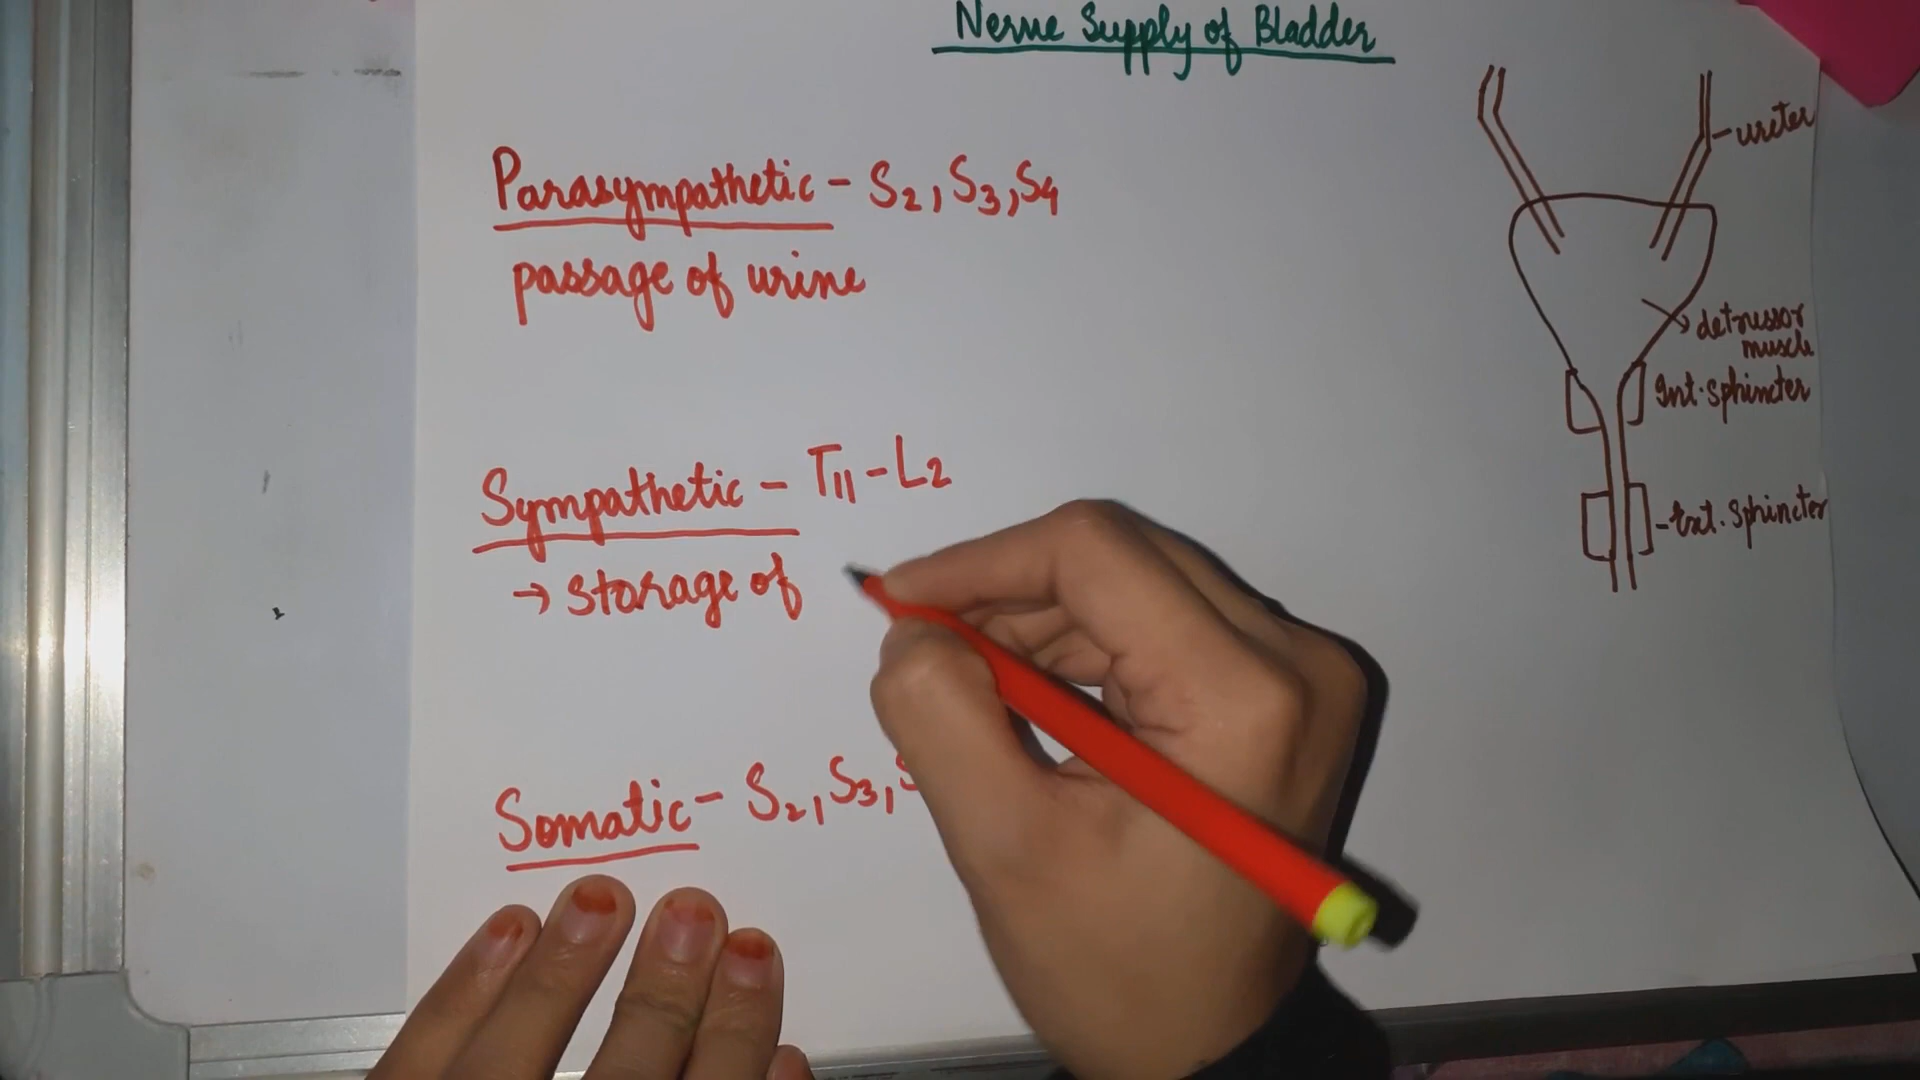 Nerve Supply of Bladder
Parasympathetic - S2, S3, S4
passage of urine
Sympathetic - T11 - L2
→ storage of
Somatic - S2, S3, S
ureter
detrussor
muscle
Int. sphincter
Ext. sphincter